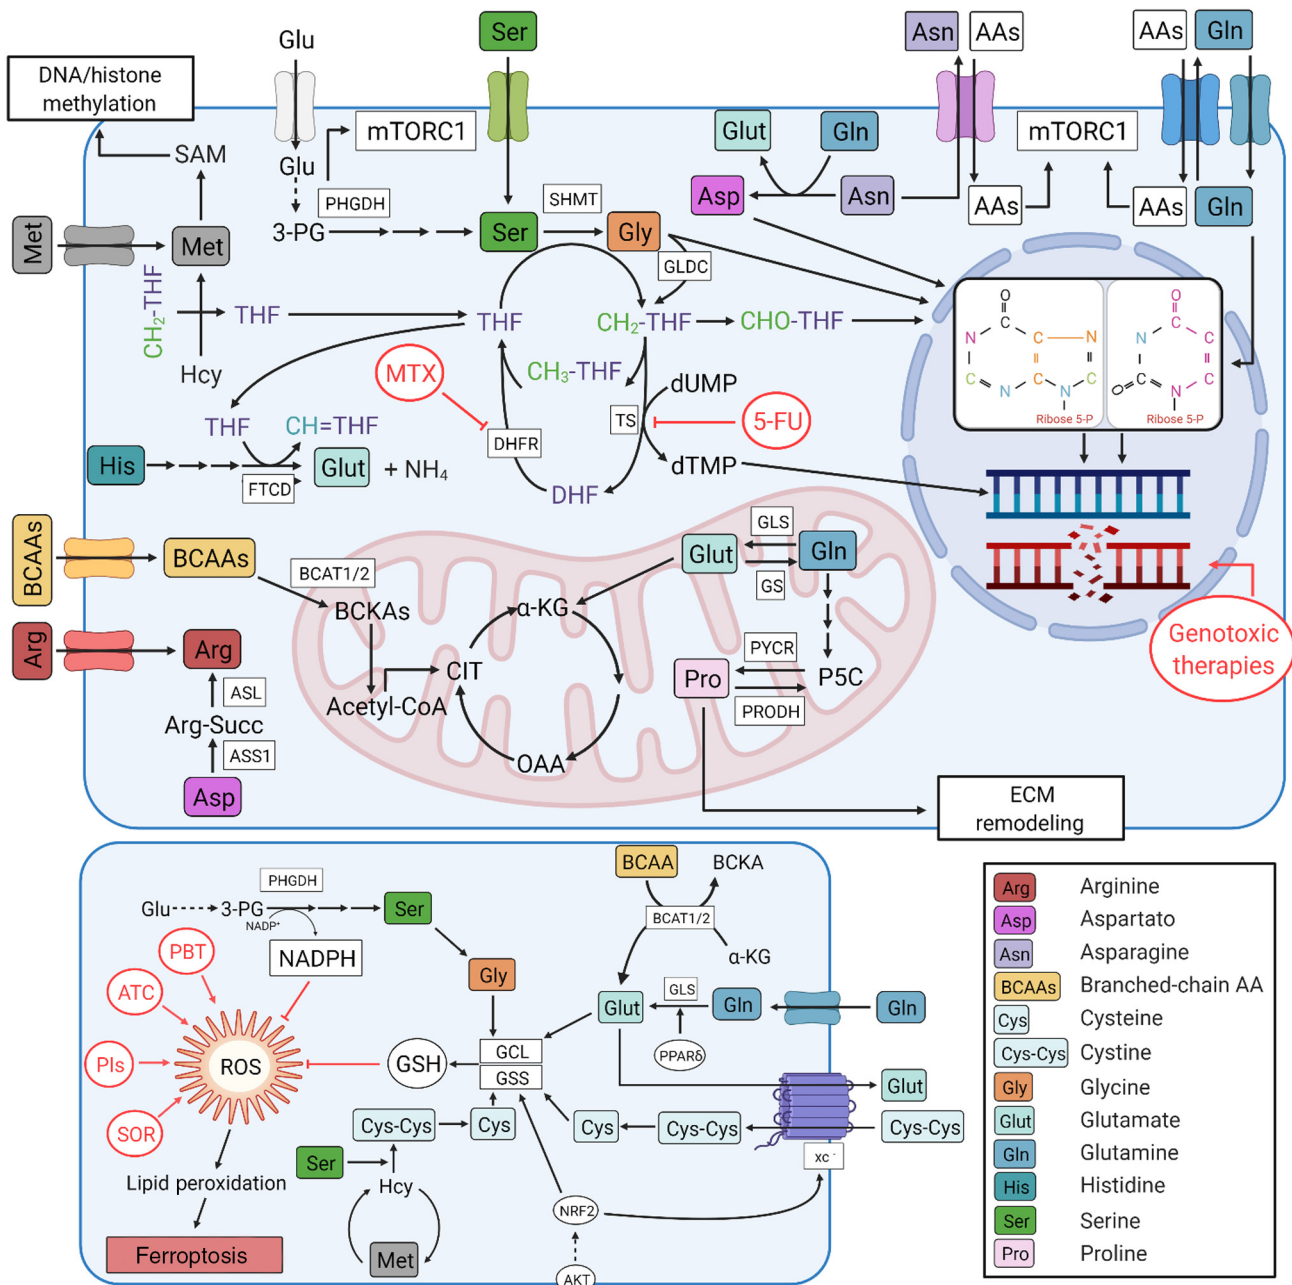 Glu
Ser
Asn
AAs
AAs
Gln
DNA/histone
methylation
mTORC1
Glut
Gln
mTORC1
SAM
Glu
PHGDH
SHMT
Asp
Asn
AAs
AAs
Gln
Met
Met
3-PG
Ser
Gly
GLDC
CH2-THF
THF
THF
CH2-THF
CHO-THF
Hcy
MTX
CH3-THF
dUMP
O
N
N
C
C
C
N
N
C
Ribose 5-P
O
C
N
C
C
C
O
N
Ribose 5-P
THF
CH=THF
DHFR
TS
5-FU
His
Glut
+ NH4
FTCD
dTMP
DHF
BCAAs
BCAAs
BCAT1/2
BCKAs
α-KG
Glut
GLS
Gln
GS
Genotoxic
therapies
Arg
Arg
ASL
Arg-Succ
ASS1
Asp
CIT
Acetyl-CoA
OAA
Pro
PYCR
P5C
PRODH
ECM
remodeling
PHGDH
Glu
3-PG
NADP+
Ser
NADPH
BCAA
BCKA
BCAT1/2
α-KG
PBT
ATC
PIs
SOR
ROS
Gly
Glut
GLS
Gln
Gln
PPARδ
GSH
GCL
GSS
Glut
Cys-Cys
Cys
Cys
Cys-Cys
Cys-Cys
xc -
Ser
Hcy
Met
NRF2
AKT
Lipid peroxidation
Ferroptosis
Arg Arginine
Asp Aspartato
Asn Asparagine
BCAAs Branched-chain AA
Cys Cysteine
Cys-Cys Cystine
Gly Glycine
Glut Glutamate
Gln Glutamine
His Histidine
Ser Serine
Pro Proline